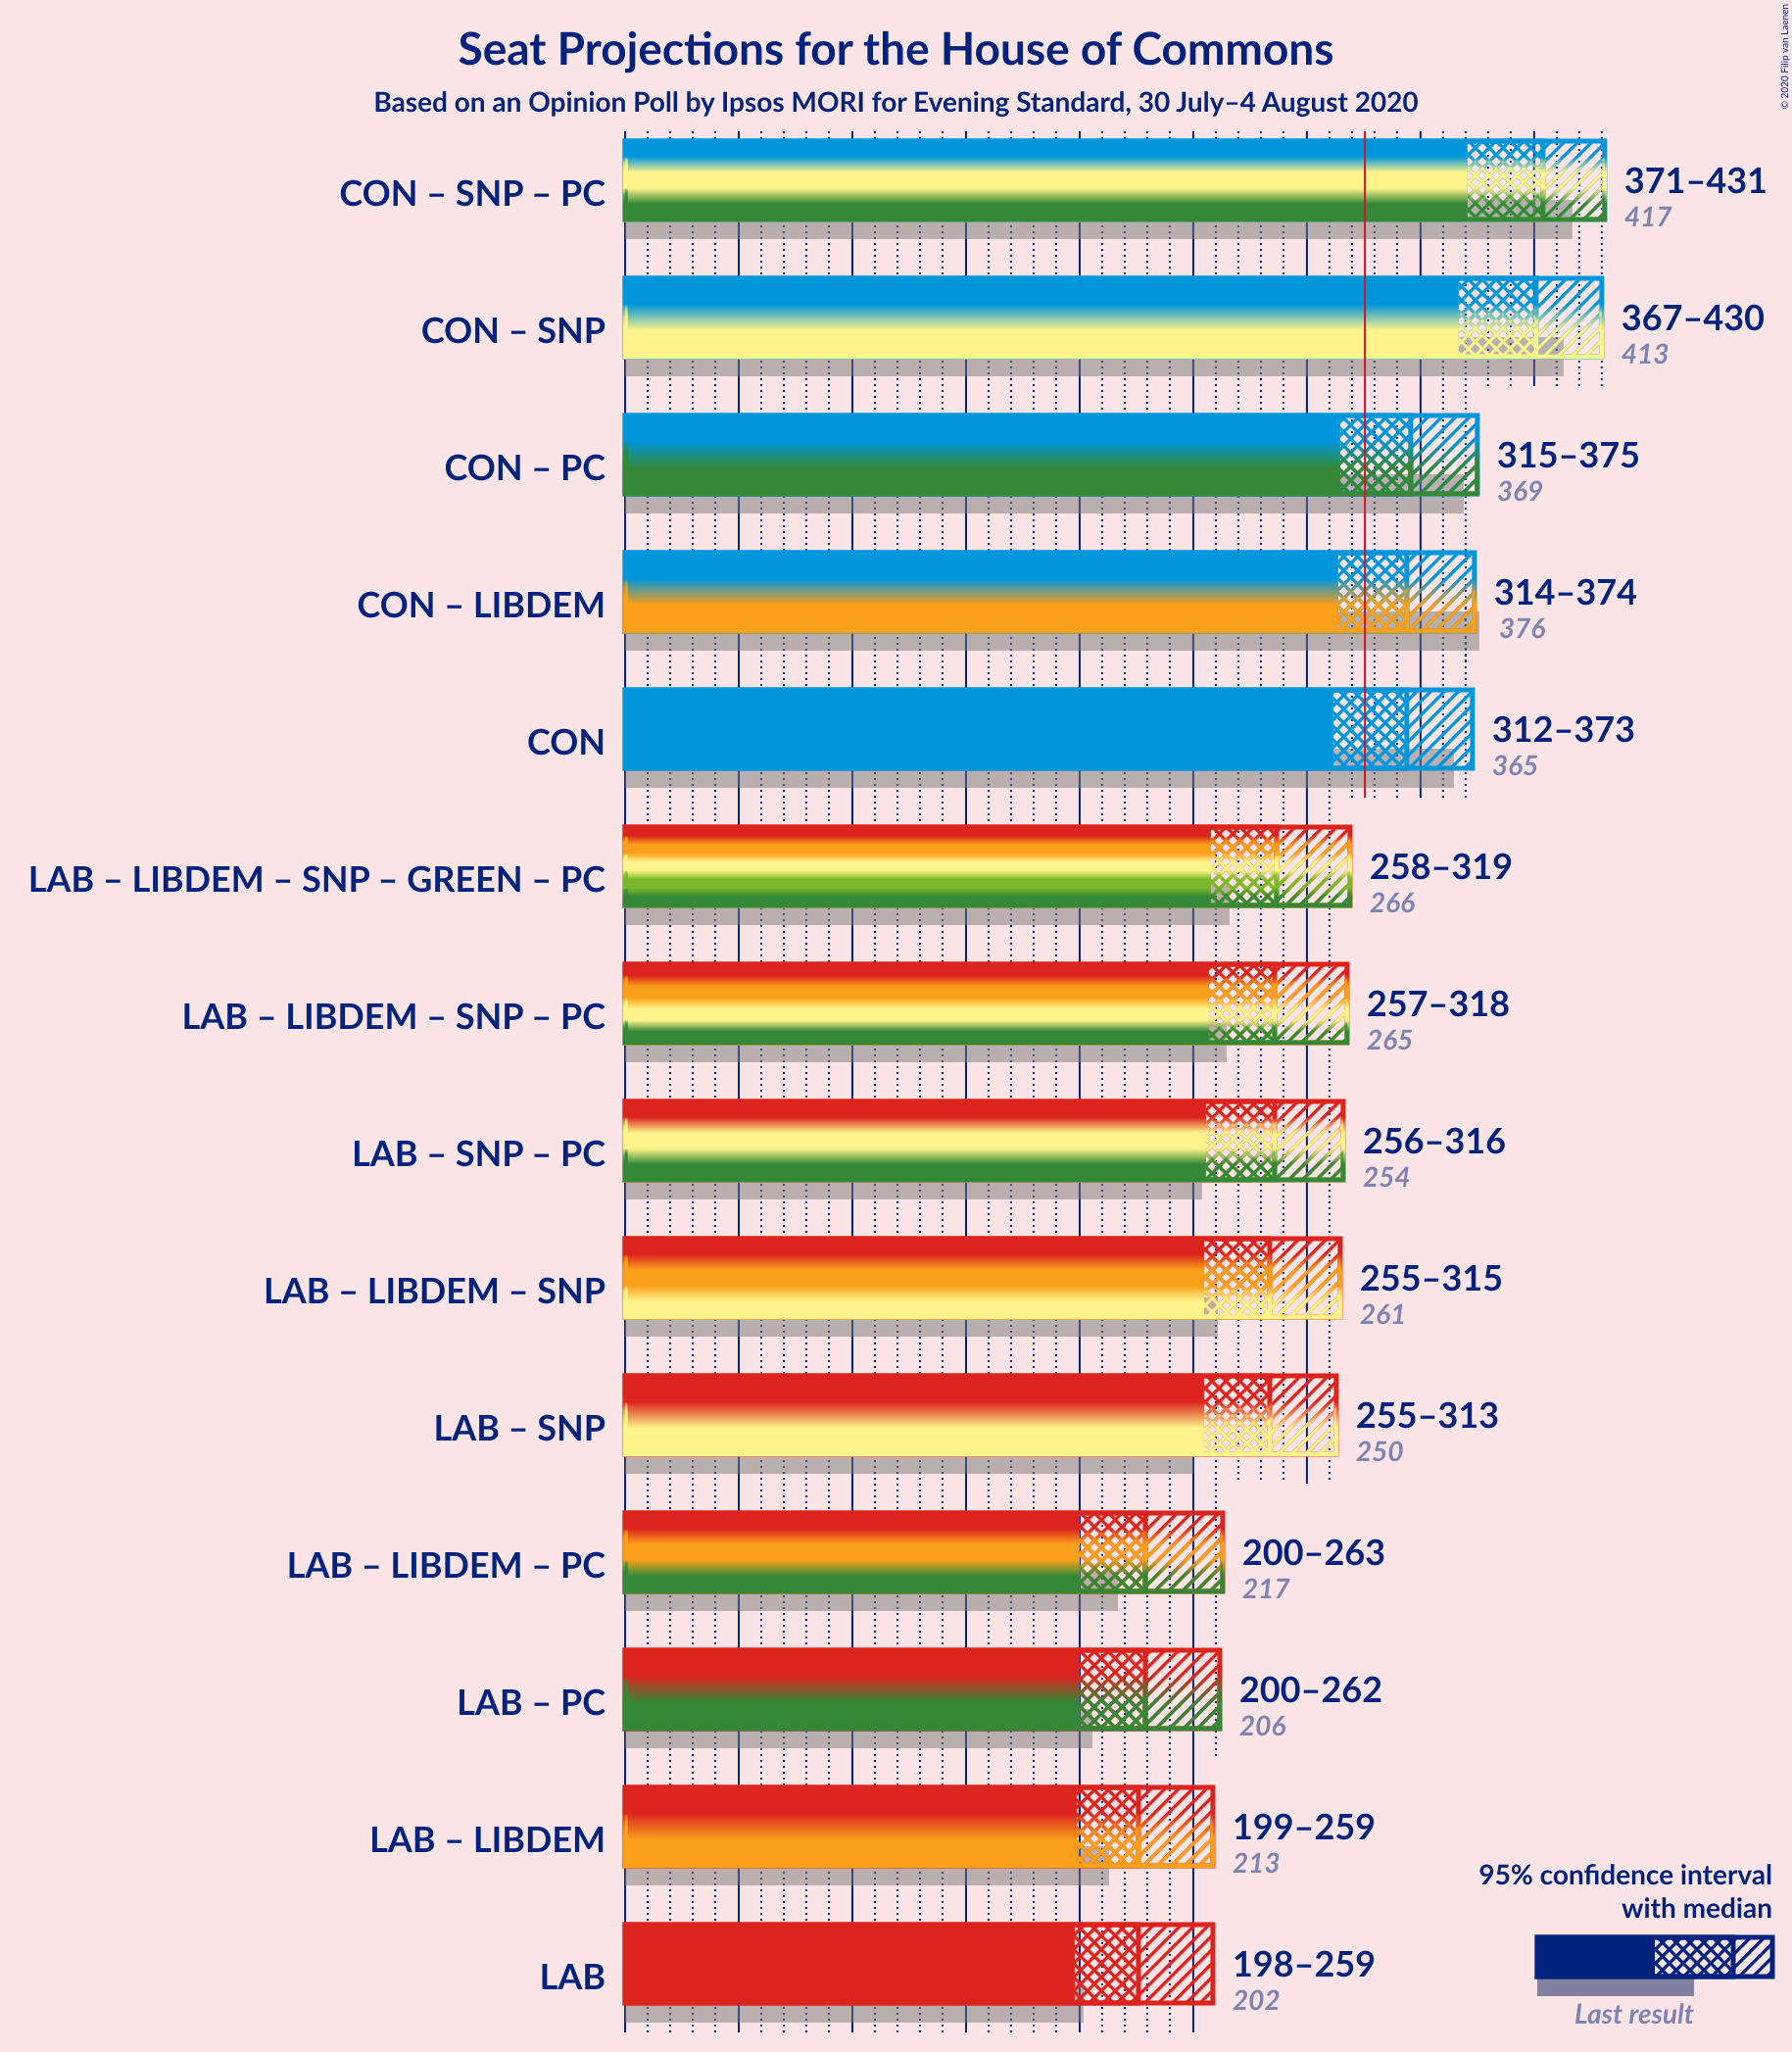 Seat Projections for the House of Commons
Based on an Opinion Poll by Ipsos MORI for Evening Standard, 30 July–4 August 2020
© 2020 Filip van Laenen
CON – SNP – PC
371–431
417
CON – SNP
367–430
413
CON – PC
315–375
369
CON – LIBDEM
314–374
376
CON
312–373
365
LAB – LIBDEM – SNP – GREEN – PC
258–319
266
LAB – LIBDEM – SNP – PC
257–318
265
LAB – SNP – PC
256–316
254
LAB – LIBDEM – SNP
255–315
261
LAB – SNP
255–313
250
LAB – LIBDEM – PC
200–263
217
LAB – PC
200–262
206
LAB – LIBDEM
199–259
213
LAB
198–259
202
95% confidence interval
with median
Last result